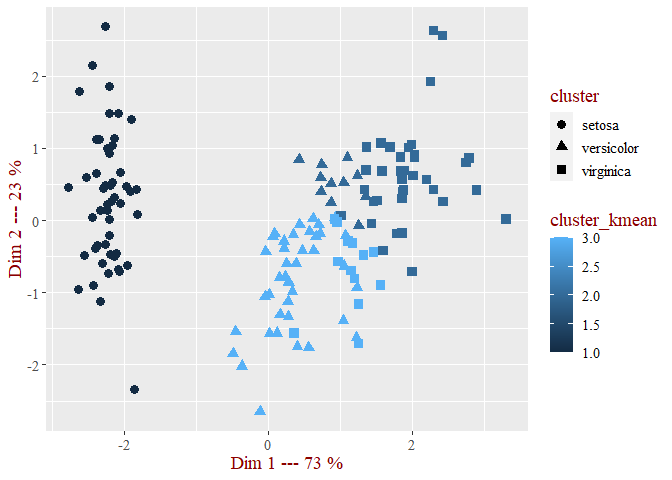 2
1
0
-1
-2
Dim 2 --- 23 %
-2
0
2
Dim 1 --- 73 %
cluster
setosa
versicolor
virginica
cluster_kmean
3.0
2.5
2.0
1.5
1.0